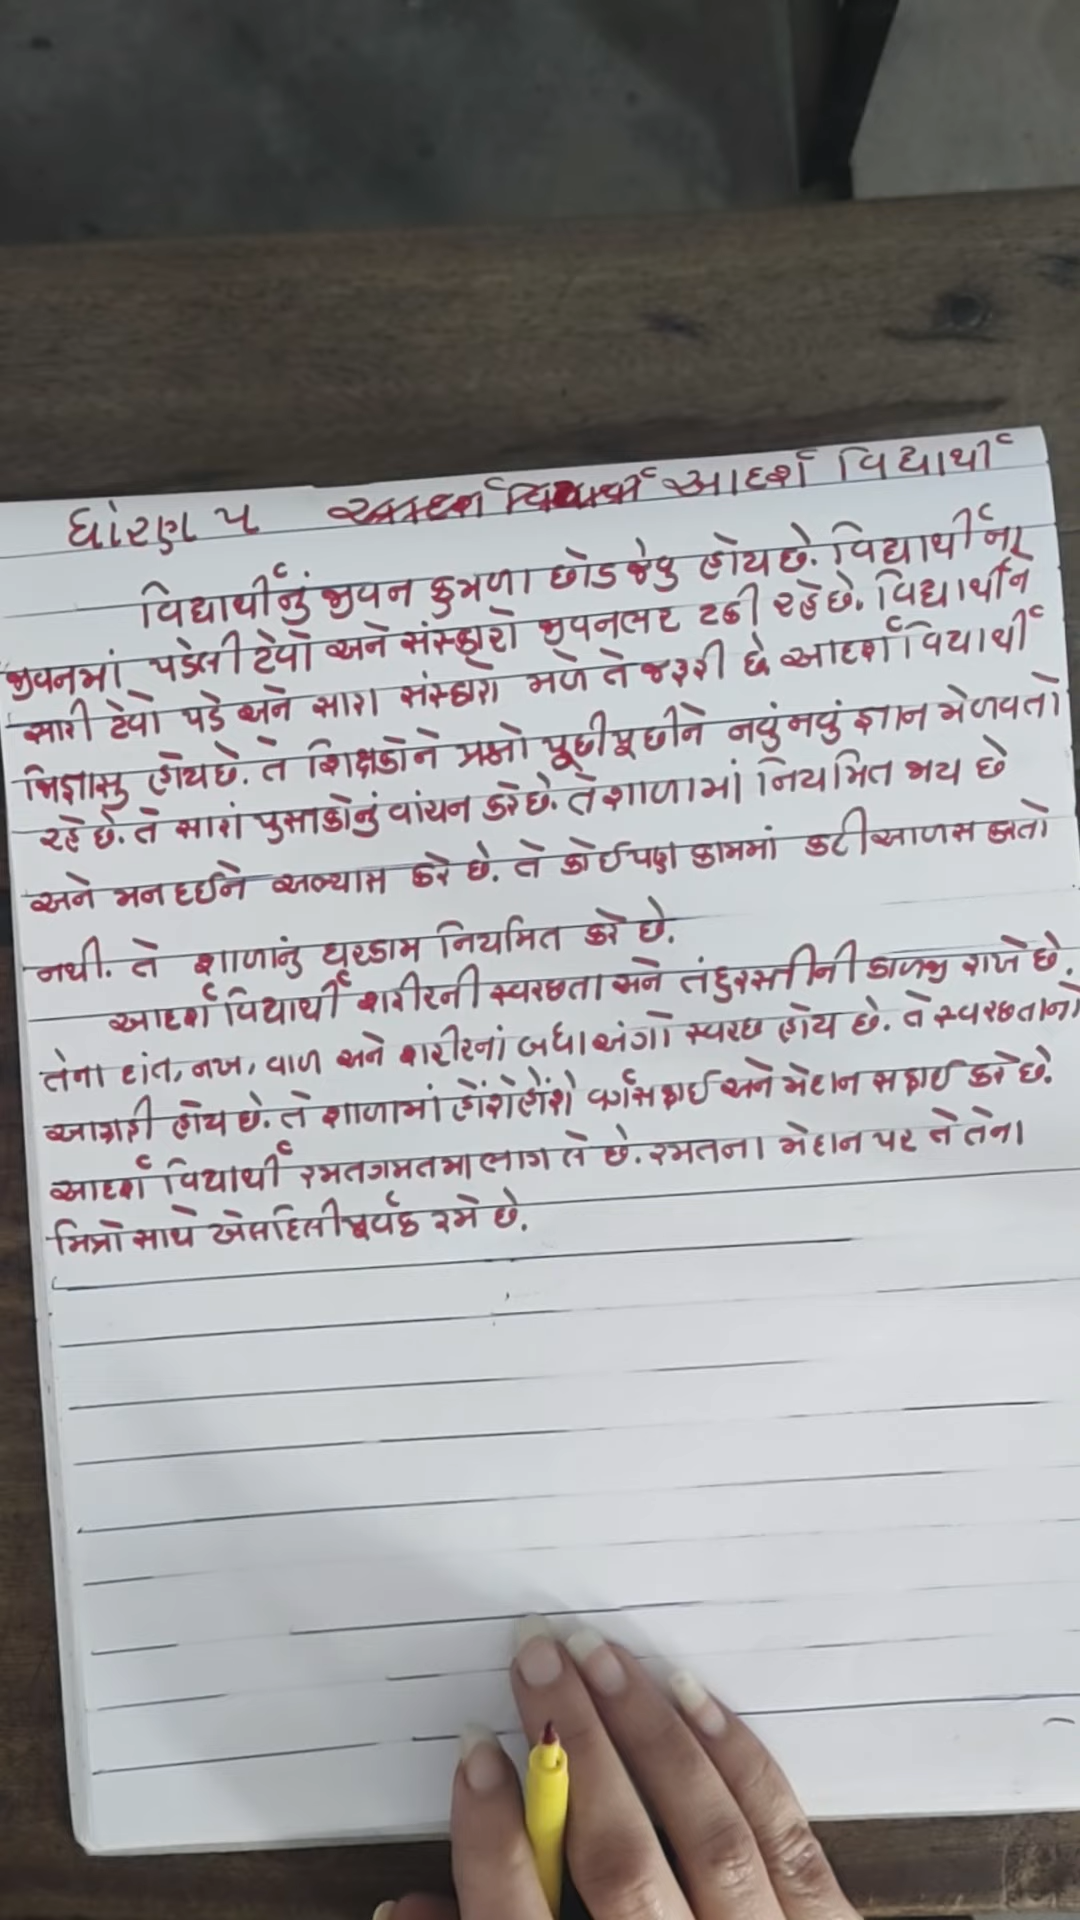 ધોરણ ૫ આદર્શ વિદ્યાર્થી
વિદ્યાર્થીનું જીવન કુમળા છોડ જેવુ હોય છે. વિદ્યાર્થીના
જીવનમાં પડેલી ટેવો અને સંસ્કારો જીવનભર ટકી રહે છે. વિદ્યાર્થીને
સારી ટેવો પડે અને સારા સંસ્કારો મળે તે જરૂરી છે આદર્શ વિદ્યાર્થી
જિજ્ઞાસુ હોય છે. તે શિક્ષકોને પ્રશ્નો પૂછીપૂછીને નવુંનવું જ્ઞાન મેળવતો
રહે છે. તે સારાં પુસ્તકોનું વાંચન કરે છે. તે શાળામાં નિયમિત જાય છે
અને મન દઈને અભ્યાસ કરે છે. તે કોઈપણ કામમાં કદી આળસ કરતો
નથી. તે શાળાનું ઘરકામ નિયમિત કરે છે.
આદર્શ વિદ્યાર્થી શરીરની સ્વચ્છતા અને તંદુરસ્તીની કાળજી રાખે છે.
તેના દાંત, નખ, વાળ અને શરીરનાં બધા અંગો સ્વચ્છ હોય છે. તે સ્વચ્છતાનો
આગ્રહી હોય છે. તે શાળામાં હોંશેહોંશે વર્ગસફાઈ અને મેદાન સફાઈ કરે છે.
આદર્શ વિદ્યાર્થી રમતગમતમા ભાગ લે છે. રમતના મેદાન પર તે તેના
મિત્રો સાથે ખેલદિલીપૂર્વક રમે છે.